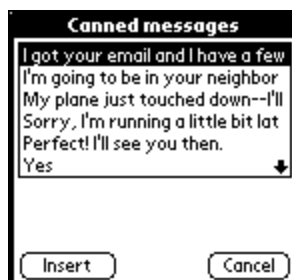 Canned messages
I got your email and I have a few
I'm going to be in your neighbor
My plane just touched down--I'll
Sorry, I'm running a little bit lat
Perfect! I'll see you then.
Yes
Insert
Cancel